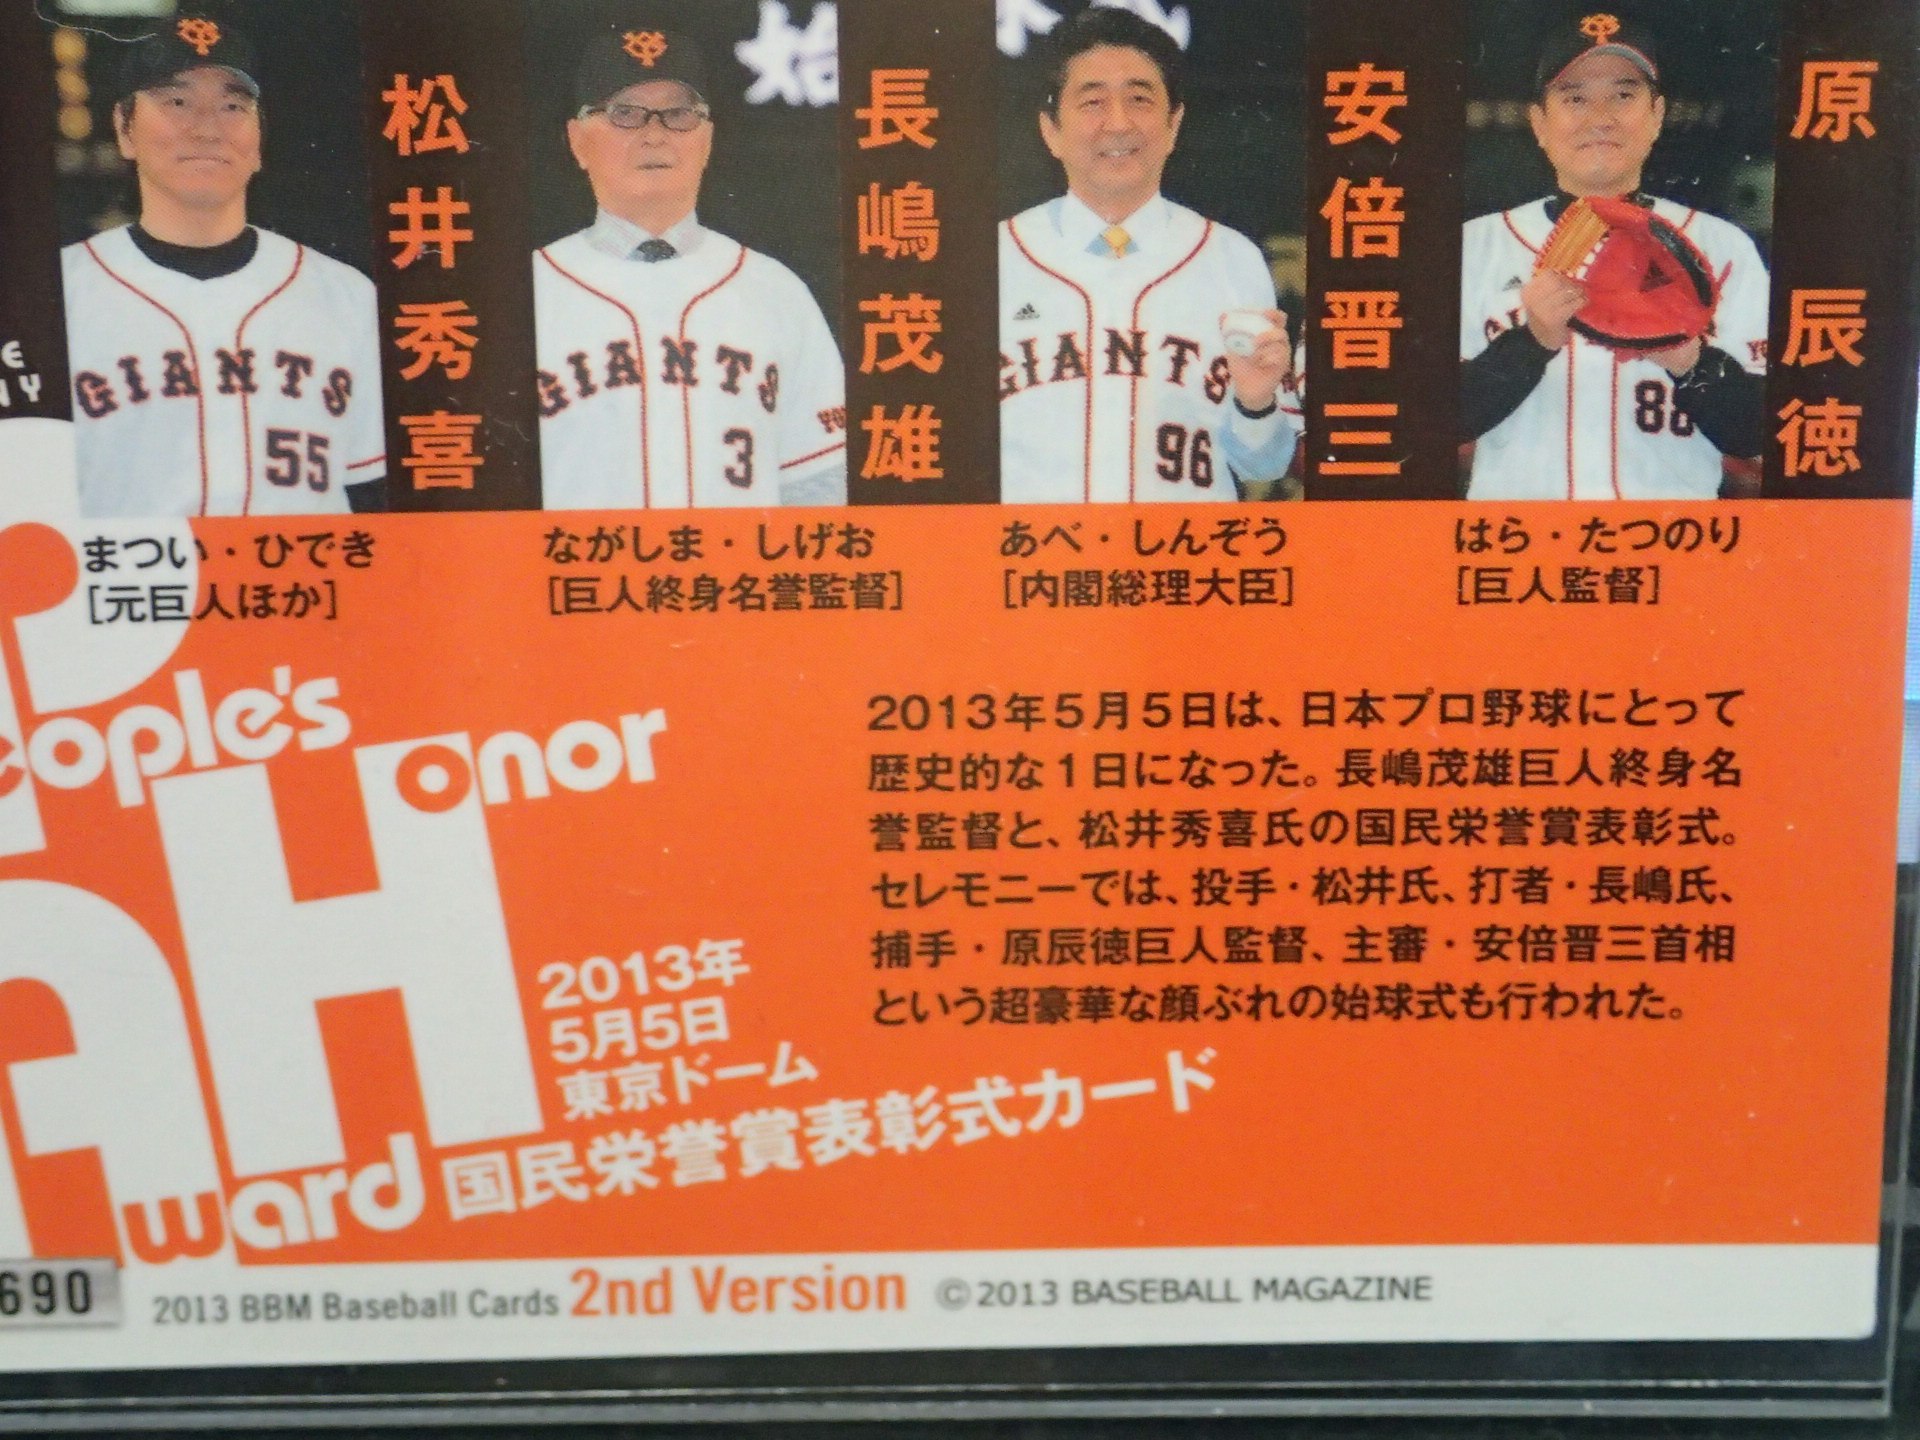 始
松井秀喜
長嶋茂雄
安倍晋三
原 辰徳
GIANTS
55
GIANTS
3
GIANTS
96
88
まつい・ひでき
[元巨人ほか]
ながしま・しげお
[巨人終身名誉監督]
あべ・しんぞう
[内閣総理大臣]
はら・たつのり
[巨人監督]
eople's
Honor
Award
2013年
5月5日
東京ドーム
国民栄誉賞表彰式カード
2013年5月5日は、日本プロ野球にとって
歴史的な1日になった。長嶋茂雄巨人終身名
誉監督と、松井秀喜氏の国民栄誉賞表彰式。
セレモニーでは、投手・松井氏、打者・長嶋氏、
捕手・原辰徳巨人監督、主審・安倍晋三首相
という超豪華な顔ぶれの始球式も行われた。
690
2013 BBM Baseball Cards 2nd Version ©2013 BASEBALL MAGAZINE